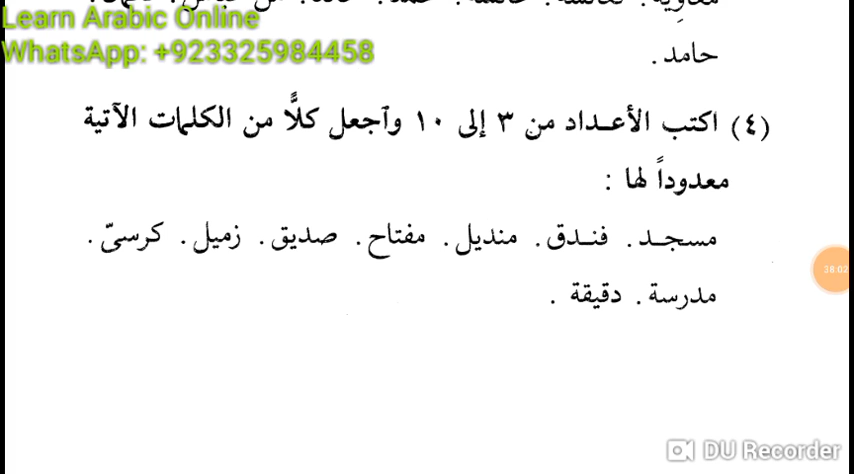 Learn Arabic Online
WhatsApp: +923325984458
حامد .
(٤) اكتب الأعداد من ٣ إلى ١٠ وآجعل كلاًّ من الكلمات الآتية
معدوداً لها :
مسجد . فندق . منديل . مفتاح . صديق . زميل . كرسىّ .
مدرسة . دقيقة .
38:02
DU Recorder